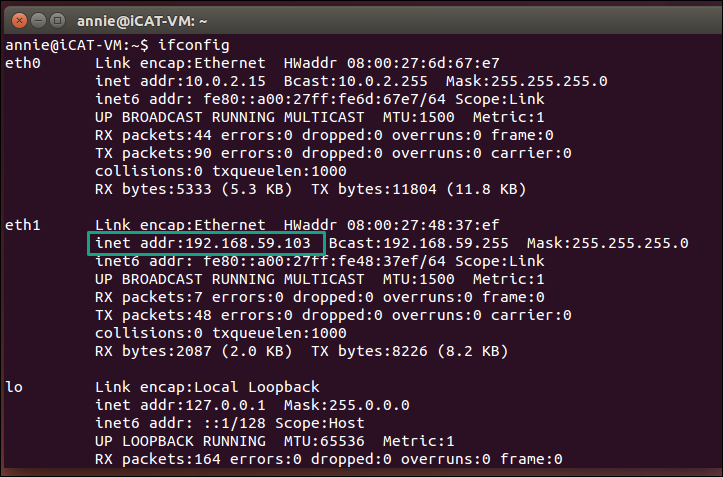 annie@iCAT-VM: ~
annie@iCAT-VM:~$ ifconfig
eth0      Link encap:Ethernet  HWaddr 08:00:27:6d:67:e7
          inet addr:10.0.2.15  Bcast:10.0.2.255  Mask:255.255.255.0
          inet6 addr: fe80::a00:27ff:fe6d:67e7/64 Scope:Link
          UP BROADCAST RUNNING MULTICAST  MTU:1500  Metric:1
          RX packets:44 errors:0 dropped:0 overruns:0 frame:0
          TX packets:90 errors:0 dropped:0 overruns:0 carrier:0
          collisions:0 txqueuelen:1000
          RX bytes:5333 (5.3 KB)  TX bytes:11804 (11.8 KB)
eth1      Link encap:Ethernet  HWaddr 08:00:27:48:37:ef
          inet addr:192.168.59.103  Bcast:192.168.59.255  Mask:255.255.255.0
          inet6 addr: fe80::a00:27ff:fe48:37ef/64 Scope:Link
          UP BROADCAST RUNNING MULTICAST  MTU:1500  Metric:1
          RX packets:7 errors:0 dropped:0 overruns:0 frame:0
          TX packets:48 errors:0 dropped:0 overruns:0 carrier:0
          collisions:0 txqueuelen:1000
          RX bytes:2087 (2.0 KB)  TX bytes:8226 (8.2 KB)
lo        Link encap:Local Loopback
          inet addr:127.0.0.1  Mask:255.0.0.0
          inet6 addr: ::1/128 Scope:Host
          UP LOOPBACK RUNNING  MTU:65536  Metric:1
          RX packets:164 errors:0 dropped:0 overruns:0 frame:0